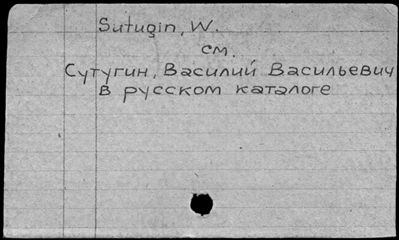 Sutugin, W.
см.
Сутугин, Василий Васильевич
в русском каталоге